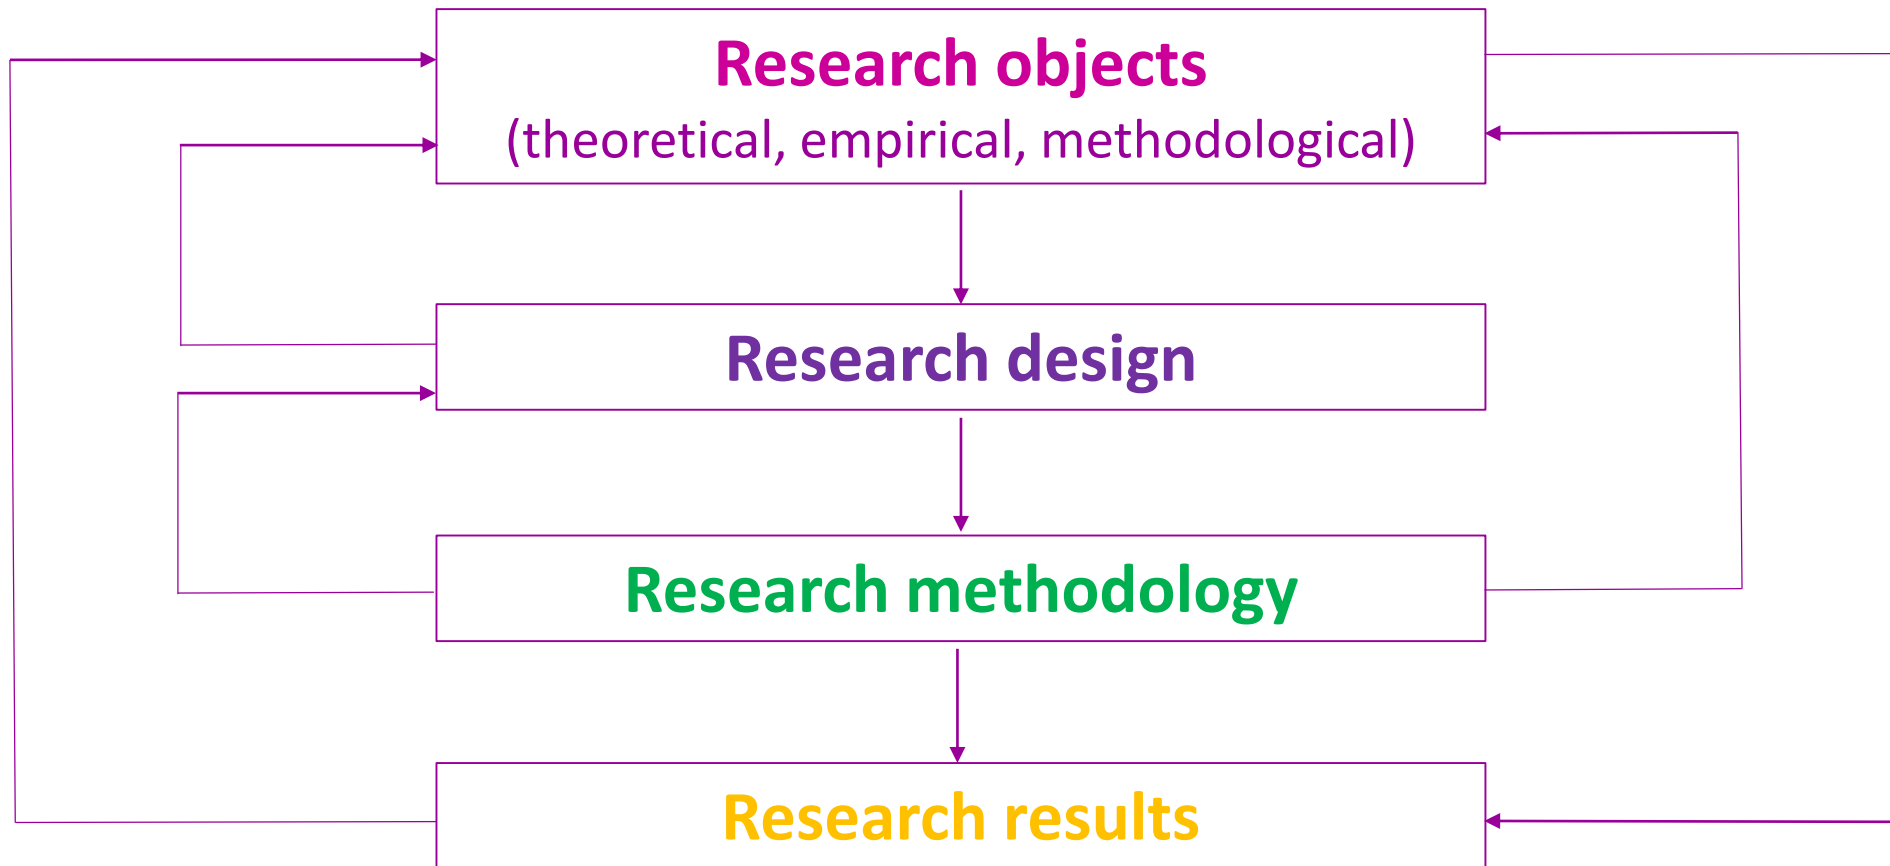 Research objects
(theoretical, empirical, methodological)
Research design
Research methodology
Research results